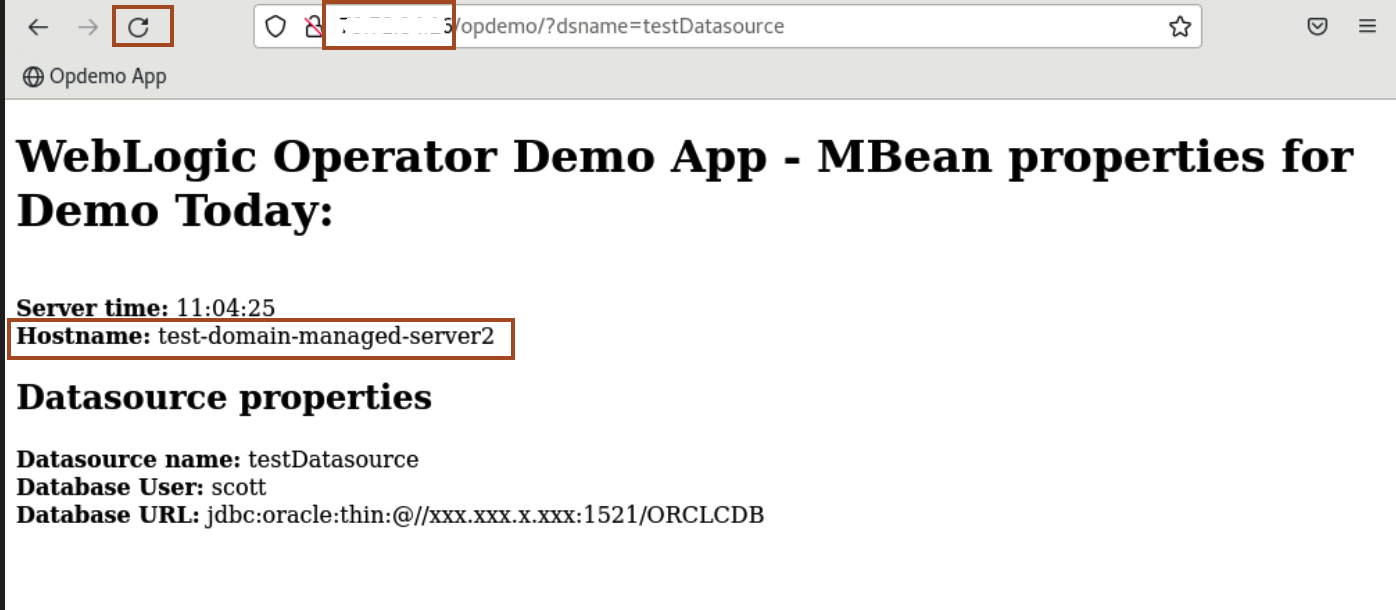 /opdemo/?dsname=testDatasource
Opdemo App
WebLogic Operator Demo App - MBean properties for
Demo Today:
Server time: 11:04:25
Hostname: test-domain-managed-server2
Datasource properties
Datasource name: testDatasource
Database User: scott
Database URL: jdbc:oracle:thin:@//xxx.xxx.x.xxx:1521/ORCLCDB